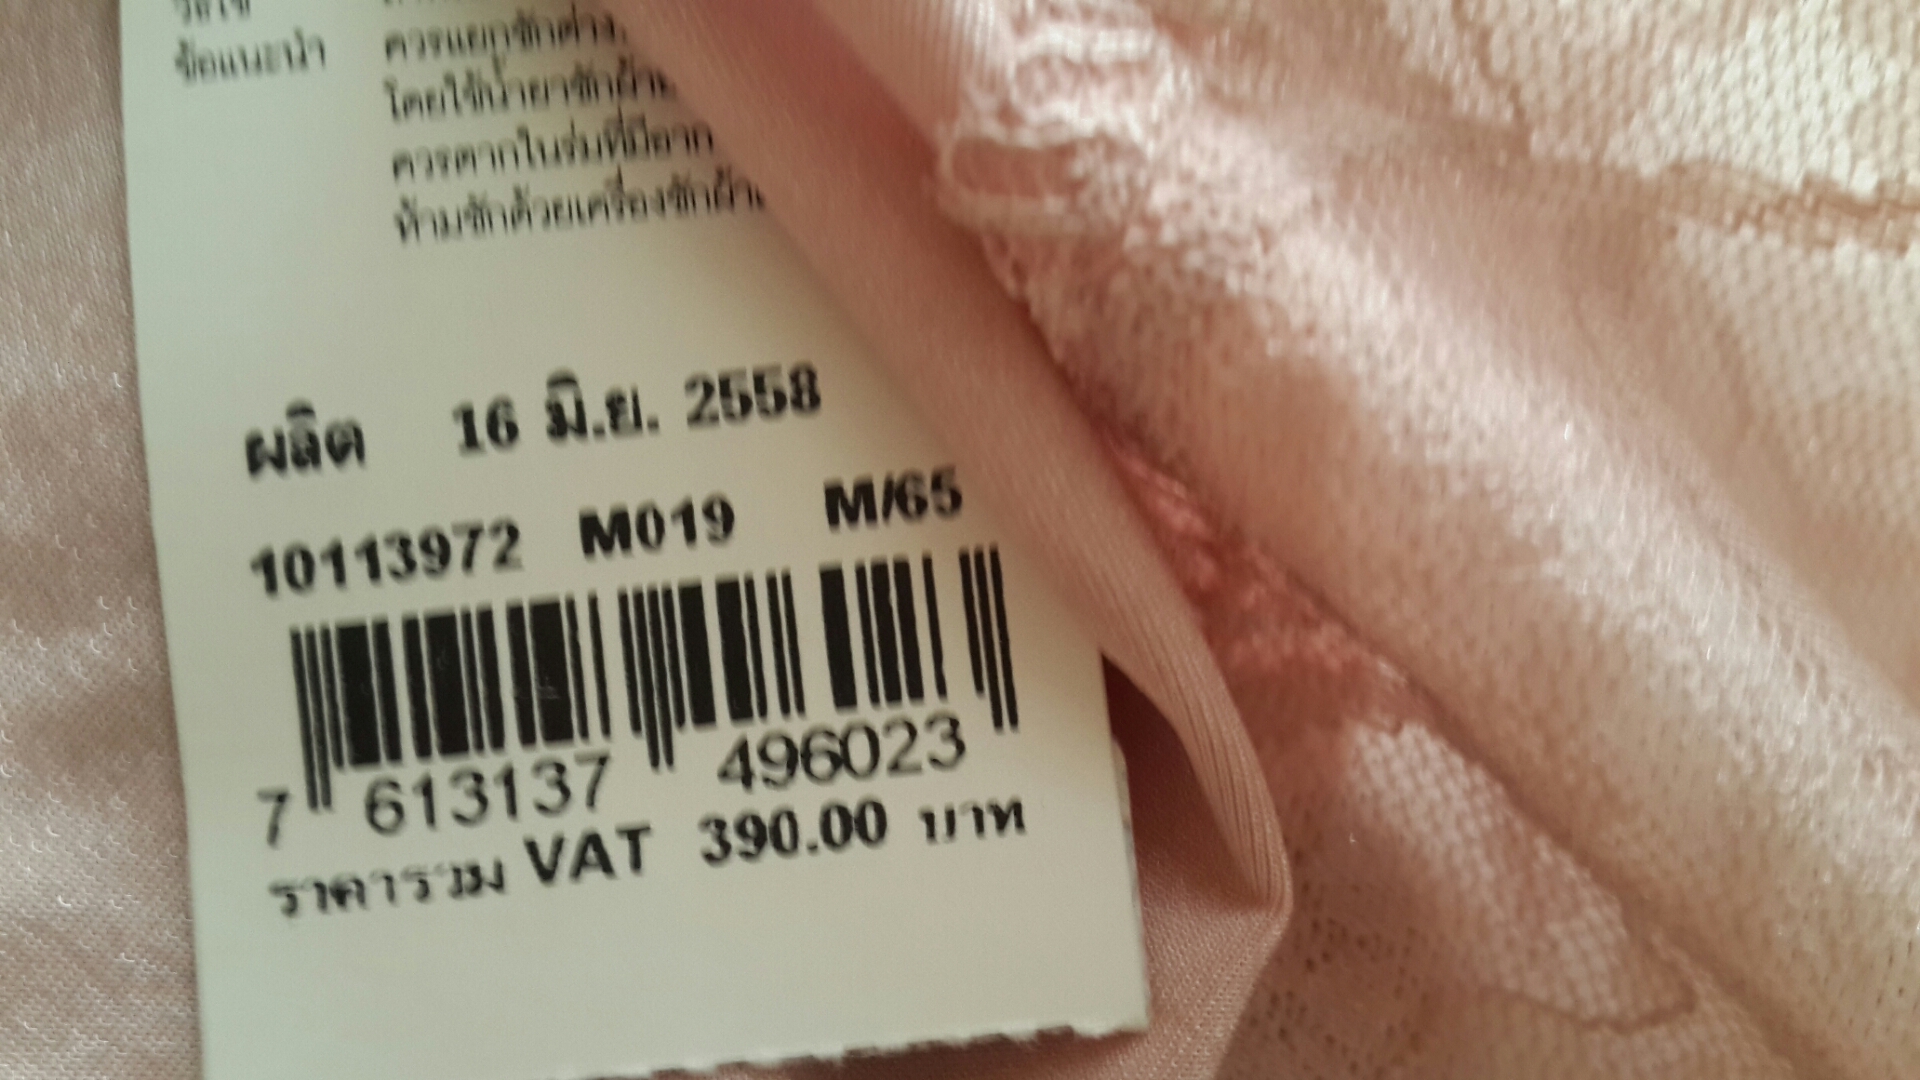 ข้อแนะนำ ควรแยกซักต่าง
โดยใช้น้ำยาซักผ้า
ควรตากในร่มที่มีอาก
ห้ามซักด้วยเครื่องซักผ้า
ผลิต 16 มิ.ย. 2558
10113972 M019 M/65
7 613137 496023
ราคารวม VAT 390.00 บาท